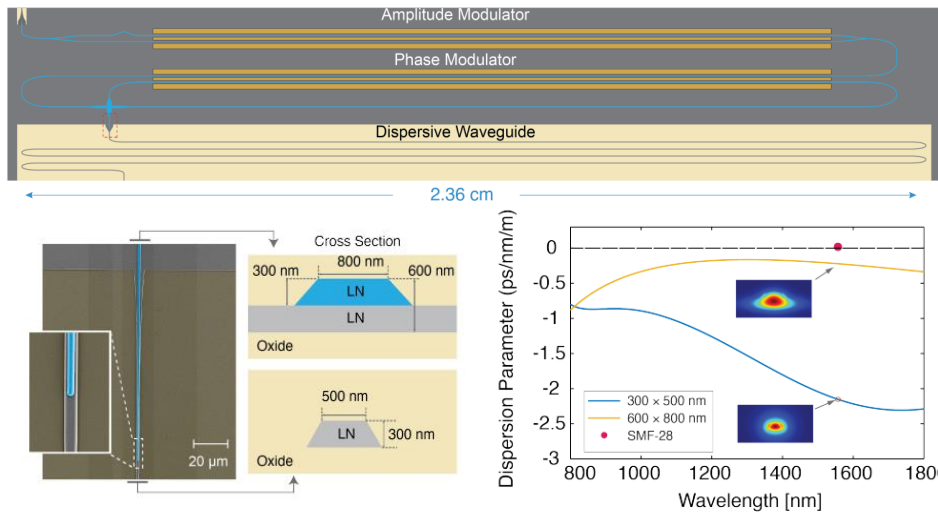 Amplitude Modulator
Phase Modulator
Dispersive Waveguide
2.36 cm
20 μm
Cross Section
800 nm
300 nm
600 nm
LN
LN
Oxide
500 nm
LN
300 nm
Oxide
Dispersion Parameter (ps/nm/m)
0
-0.5
-1
-1.5
-2
-2.5
-3
300 × 500 nm
600 × 800 nm
SMF-28
800
1000
1200
1400
1600
180
Wavelength [nm]